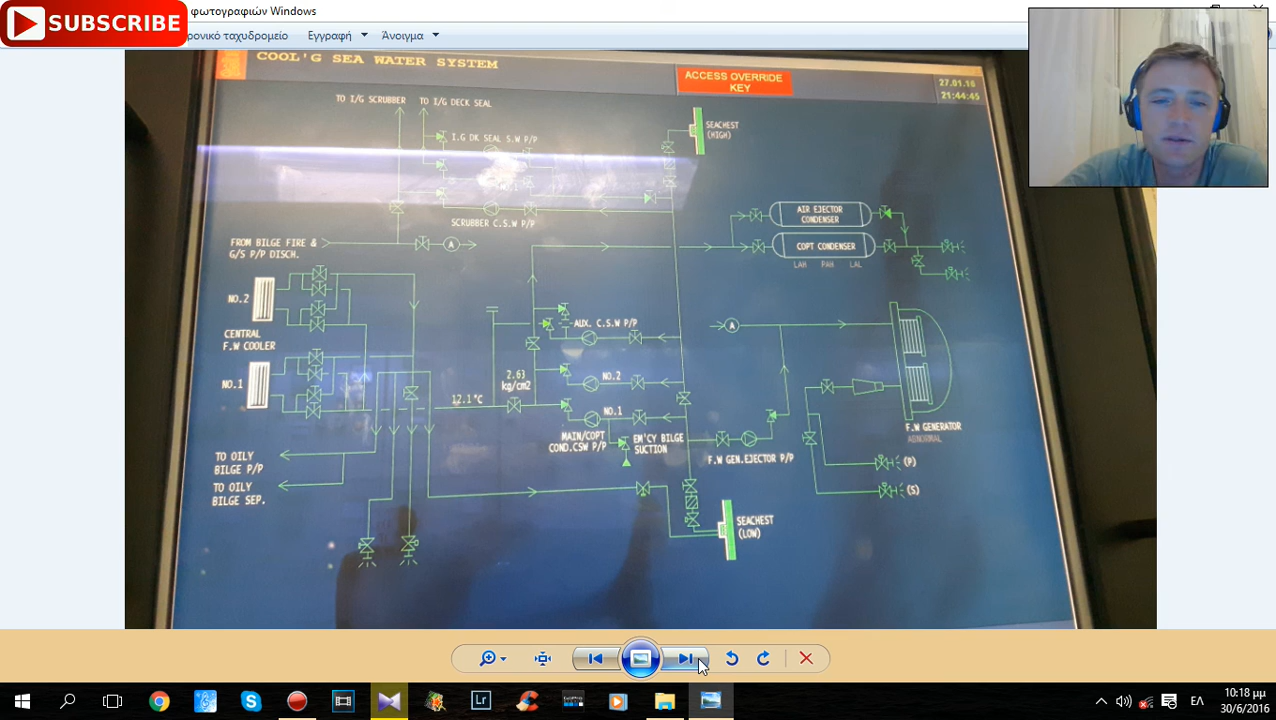 SUBSCRIBE
φωτογραφιών Windows
ρονικό ταχυδρομείο Εγγραφή Άνοιγμα
COOL'G SEA WATER SYSTEM
ACCESS OVERRIDE
KEY
27.01.16
21:44:45
TO I/G SCRUBBER TO I/G DECK SEAL
I.G DK SEAL S.W P/P
SEACHEST
(HIGH)
SCRUBBER C.S.W P/P
AIR EJECTOR
CONDENSER
COPT CONDENSER
LAH PAH LAL
FROM BILGE FIRE &
G/S P/P DISCH.
A
NO.2
CENTRAL
F.W COOLER
NO.1
AUX. C.S.W P/P
A
2.63
kg/cm2
NO.2
12.1°C
NO.1
MAIN/COPT
COND.CSW P/P
EM'CY BILGE
SUCTION
F.W GEN.EJECTOR P/P
F.W GENERATOR
ABNORMAL
TO OILY
BILGE P/P
TO OILY
BILGE SEP.
(P)
(S)
SEACHEST
(LOW)
Lr
ΕΛ
10:18 μμ
30/6/2016